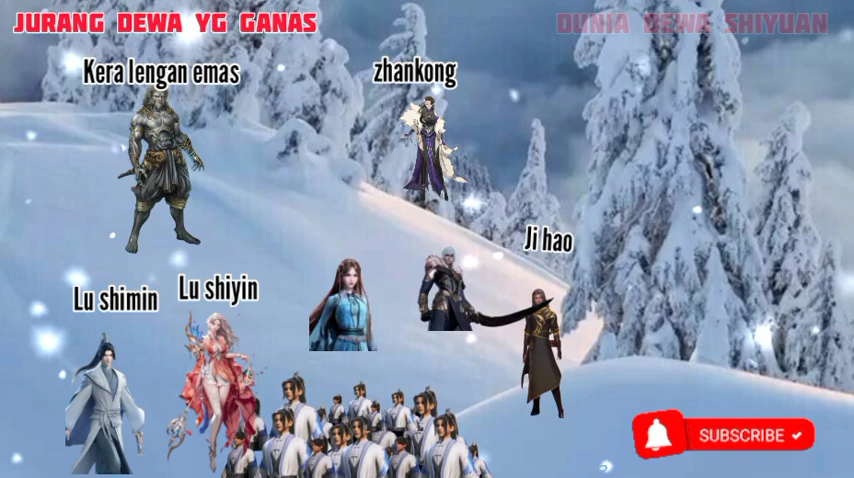 JURANG DEWA YG GANAS
DUNIA DEWA SHIYUAN
Kera lengan emas
zhankong
Ji hao
Lu shimin
Lu shiyin
SUBSCRIBE